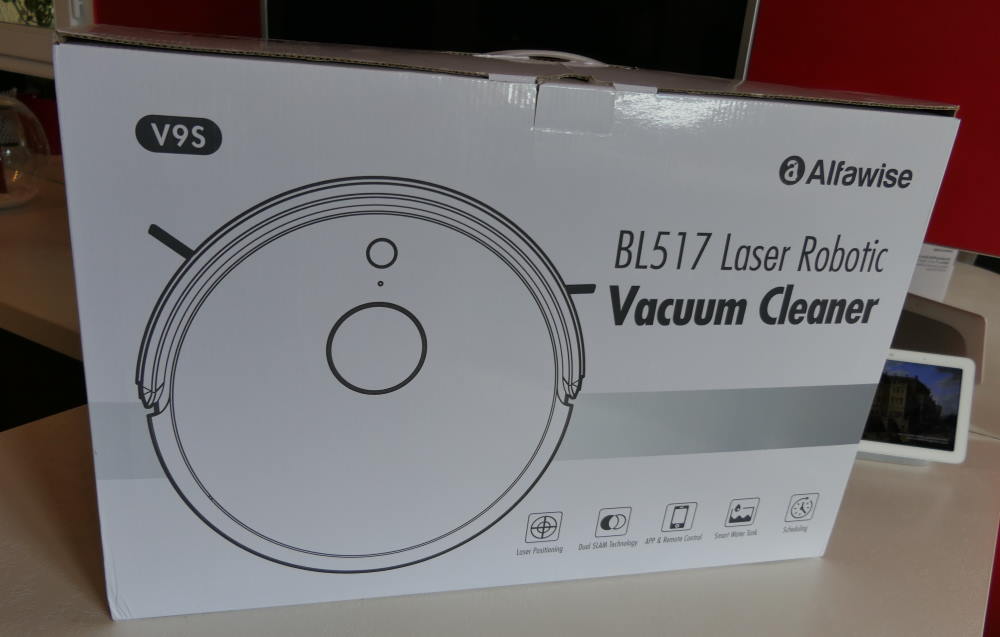 V9S
Alfawise
BL517 Laser Robotic
Vacuum Cleaner
Laser Positioning
Dual SLAM Technology
APP & Remote Control
Smart Water Tank
Scheduling